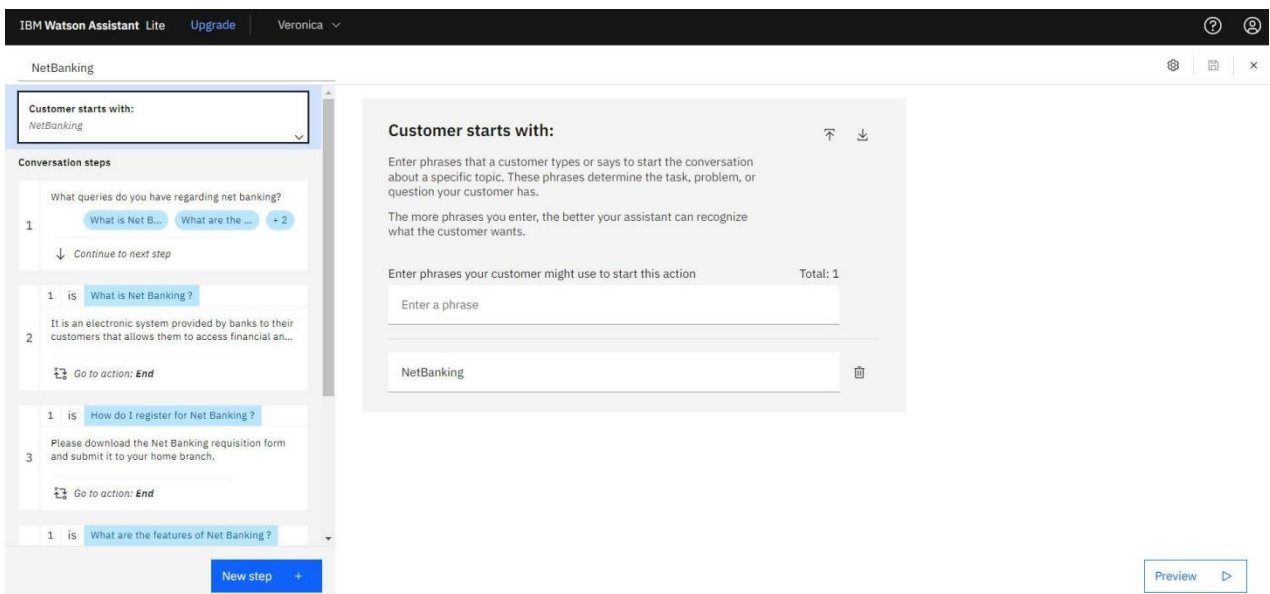 IBM Watson Assistant Lite Upgrade Veronica
NetBanking
Customer starts with:
NetBanking
Conversation steps
1
What queries do you have regarding net banking?
What is Net B... What are the ... + 2
Continue to next step
2
1 is What is Net Banking ?
It is an electronic system provided by banks to their
customers that allows them to access financial an...
Go to action: End
3
1 is How do I register for Net Banking ?
Please download the Net Banking requisition form
and submit it to your home branch.
Go to action: End
1 is What are the features of Net Banking ?
New step +
Customer starts with:
Enter phrases that a customer types or says to start the conversation
about a specific topic. These phrases determine the task, problem, or
question your customer has.
The more phrases you enter, the better your assistant can recognize
what the customer wants.
Enter phrases your customer might use to start this action Total: 1
Enter a phrase
NetBanking
Preview